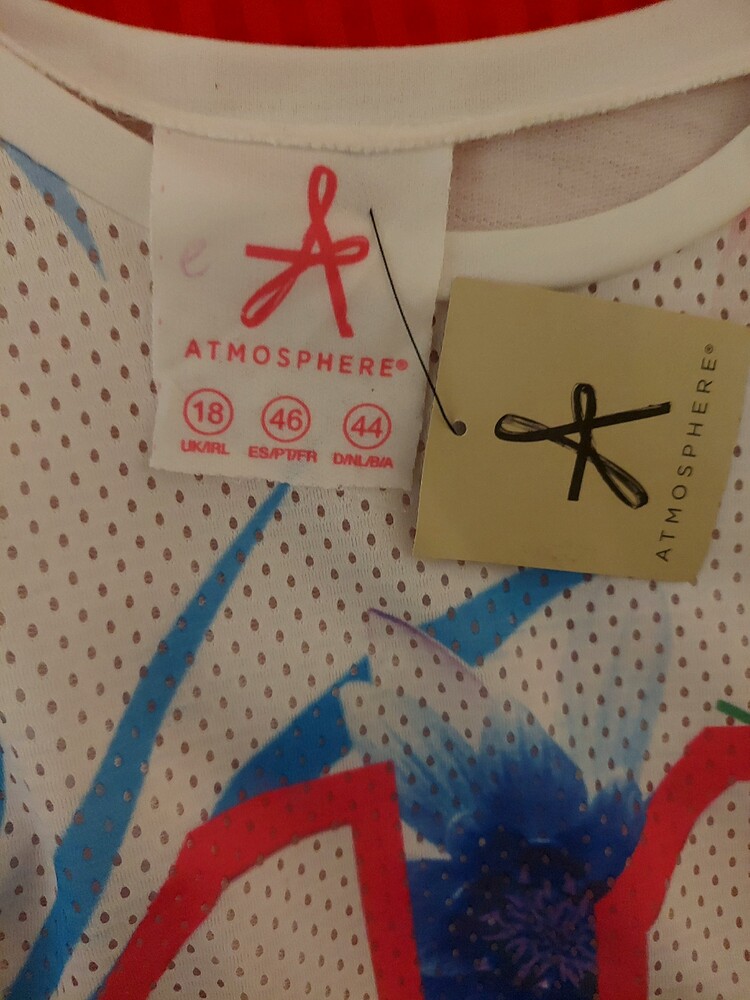 ATMOSPHERE®
18 46 44
UK/IRL ES/PT/FR D/NL/B/A
ATMOSPHERE®